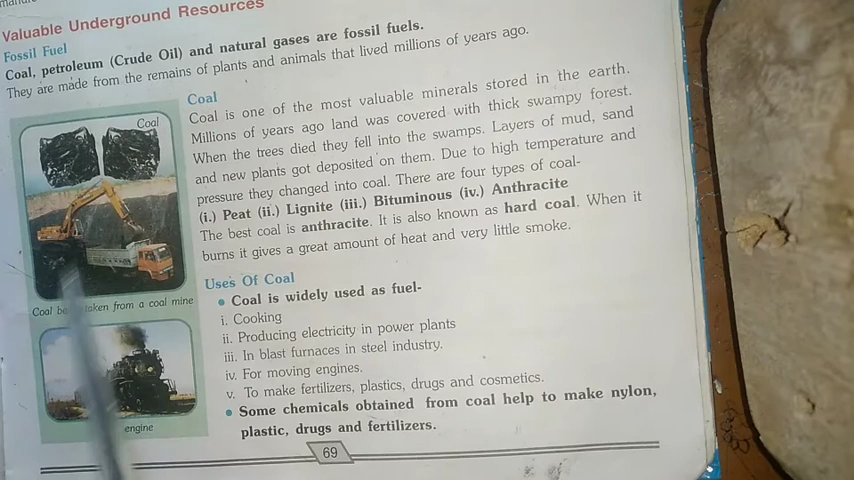 Valuable Underground Resources
Fossil Fuel
Coal, petroleum (Crude Oil) and natural gases are fossil fuels.
They are made from the remains of plants and animals that lived millions of years ago.
Coal
Coal is one of the most valuable minerals stored in the earth.
Millions of years ago land was covered with thick swampy forest.
When the trees died they fell into the swamps. Layers of mud, sand
and new plants got deposited on them. Due to high temperature and
pressure they changed into coal. There are four types of coal-
(i.) Peat (ii.) Lignite (iii.) Bituminous (iv.) Anthracite
The best coal is anthracite. It is also known as hard coal. When it
burns it gives a great amount of heat and very little smoke.
Coal
Coal taken from a coal mine
engine
Uses Of Coal
• Coal is widely used as fuel-
i. Cooking
ii. Producing electricity in power plants
iii. In blast furnaces in steel industry.
iv. For moving engines.
v. To make fertilizers, plastics, drugs and cosmetics.
• Some chemicals obtained from coal help to make nylon,
plastic, drugs and fertilizers.
69